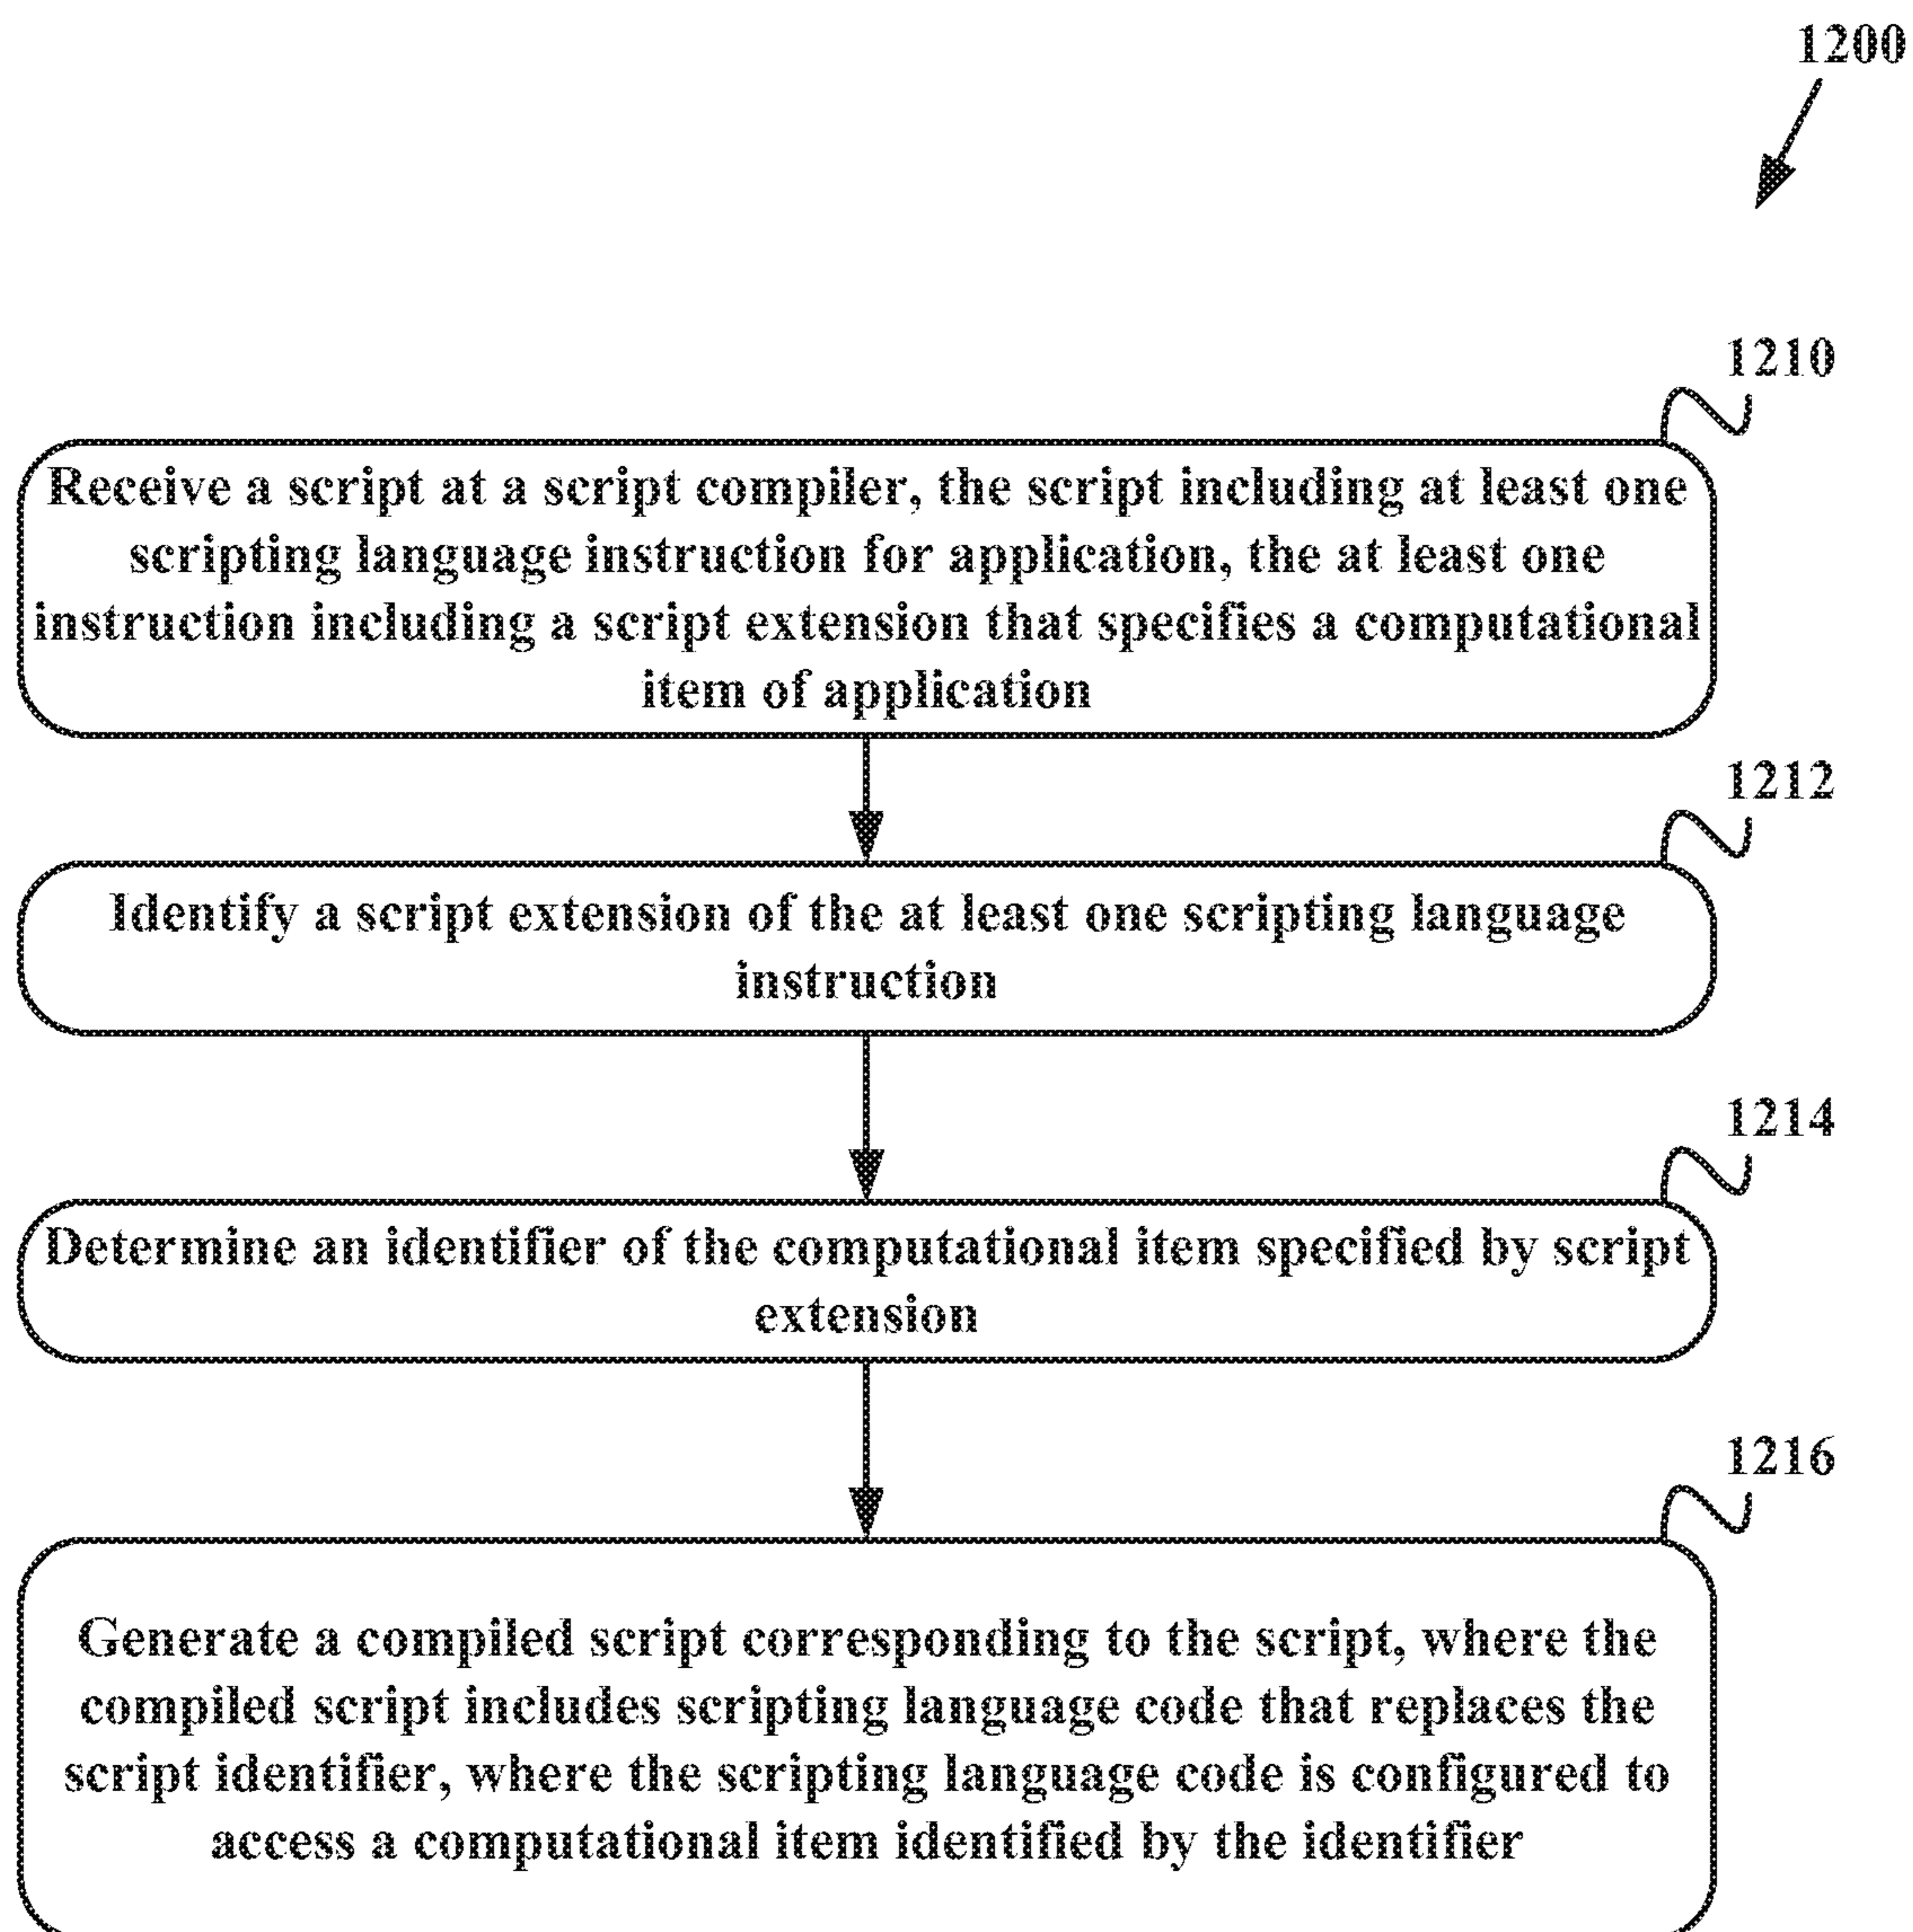 1200
1210
Receive a script at a script compiler, the script including at least one
scripting language instruction for application, the at least one
instruction including a script extension that specifies a computational
item of application
1212
Identify a script extension of the at least one scripting language
instruction
1214
Determine an identifier of the computational item specified by script
extension
1216
Generate a compiled script corresponding to the script, where the
compiled script includes scripting language code that replaces the
script identifier, where the scripting language code is configured to
access a computational item identified by the identifier